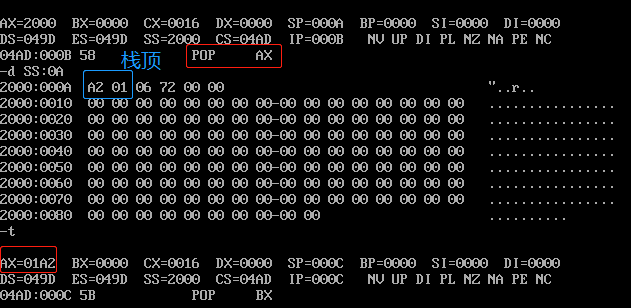 AX=2000 BX=0000 CX=0016 DX=0000 SP=000A BP=0000 SI=0000 DI=0000
DS=049D ES=049D SS=2000 CS=04AD IP=000B NV UP DI PL NZ NA PE NC
04AD:000B 58 POP AX
栈顶
-d SS:0A
2000:000A A2 01 06 72 00 00 "..r..
2000:0010 00 00 00 00 00 00 00 00-00 00 00 00 00 00 00 00 ................
2000:0020 00 00 00 00 00 00 00 00-00 00 00 00 00 00 00 00 ................
2000:0030 00 00 00 00 00 00 00 00-00 00 00 00 00 00 00 00 ................
2000:0040 00 00 00 00 00 00 00 00-00 00 00 00 00 00 00 00 ................
2000:0050 00 00 00 00 00 00 00 00-00 00 00 00 00 00 00 00 ................
2000:0060 00 00 00 00 00 00 00 00-00 00 00 00 00 00 00 00 ................
2000:0070 00 00 00 00 00 00 00 00-00 00 00 00 00 00 00 00 ................
2000:0080 00 00 00 00 00 00 00 00-00 00 ..........
-t
AX=01A2 BX=0000 CX=0016 DX=0000 SP=000C BP=0000 SI=0000 DI=0000
DS=049D ES=049D SS=2000 CS=04AD IP=000C NV UP DI PL NZ NA PE NC
04AD:000C 5B POP BX